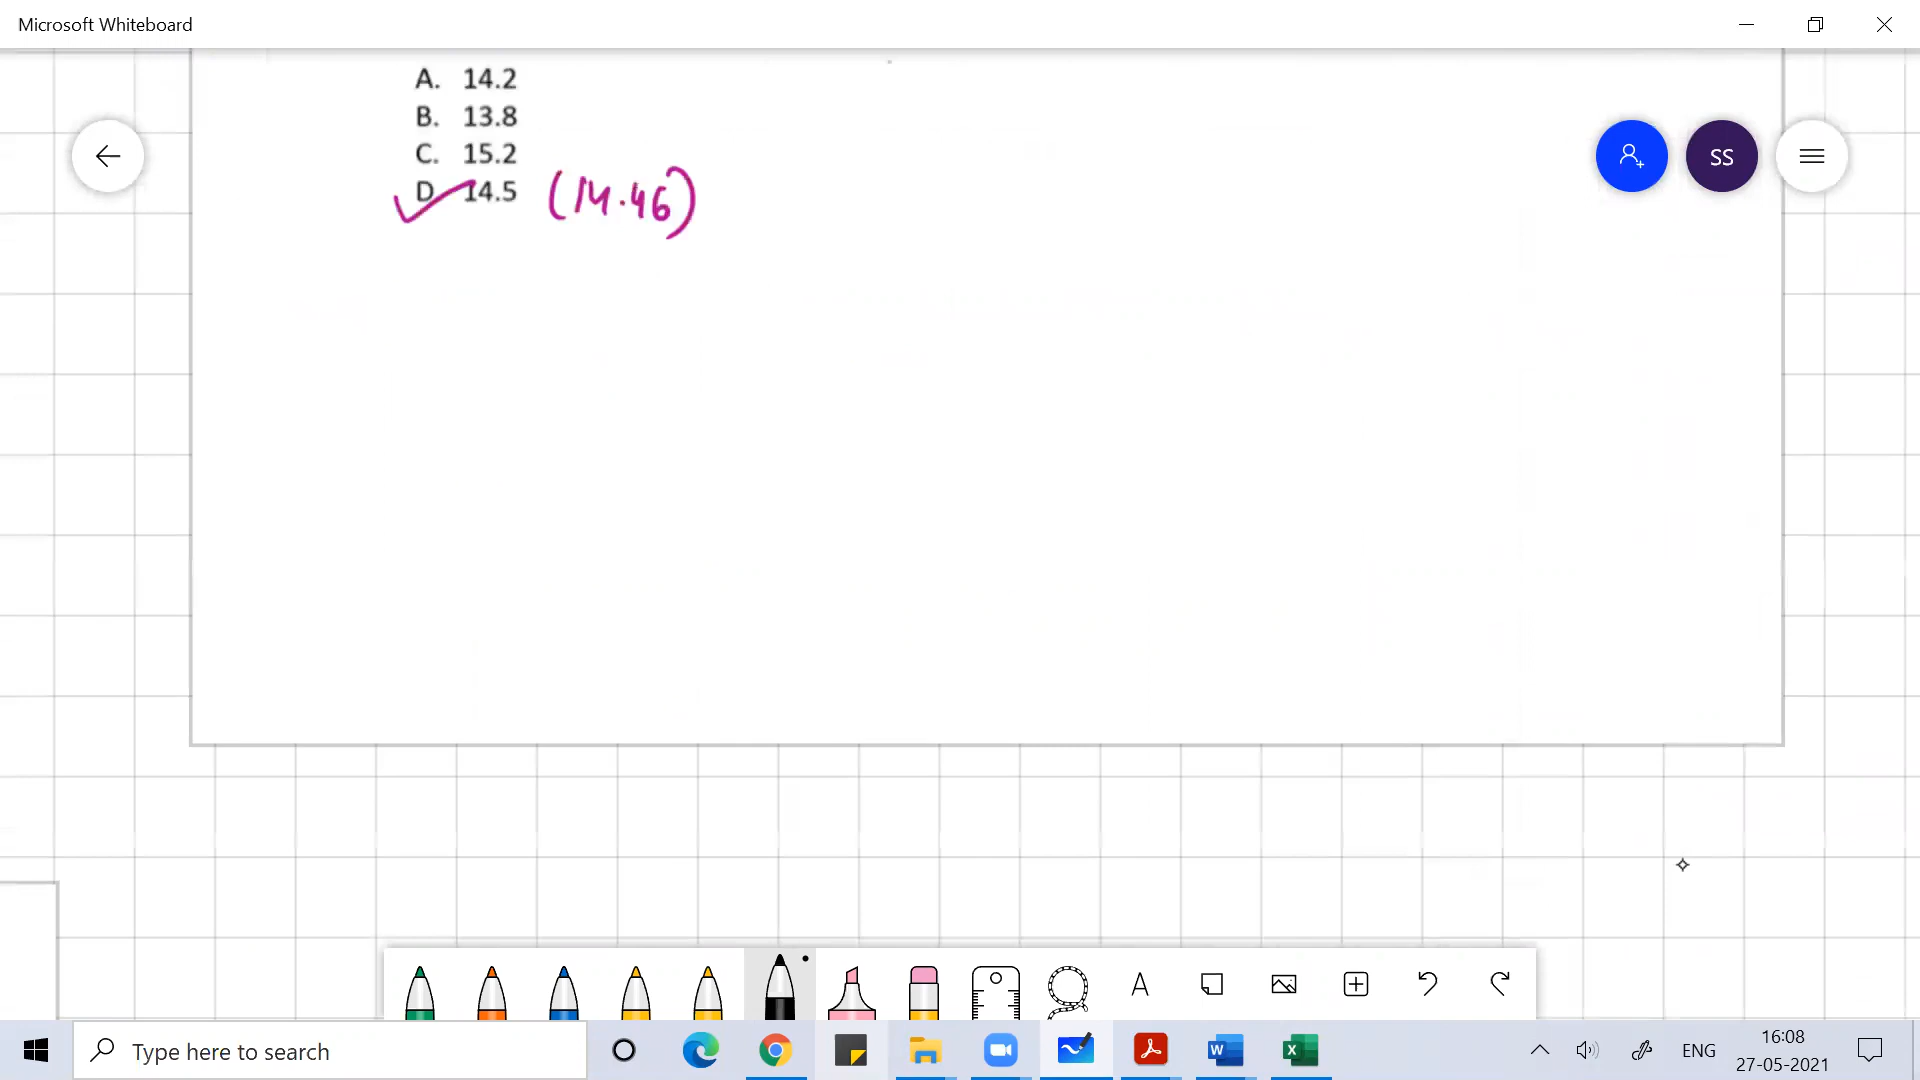 Microsoft Whiteboard
A. 14.2
B. 13.8
C. 15.2
D. 14.5 (14.46)
SS
A
Type here to search
ENG
16:08
27-05-2021